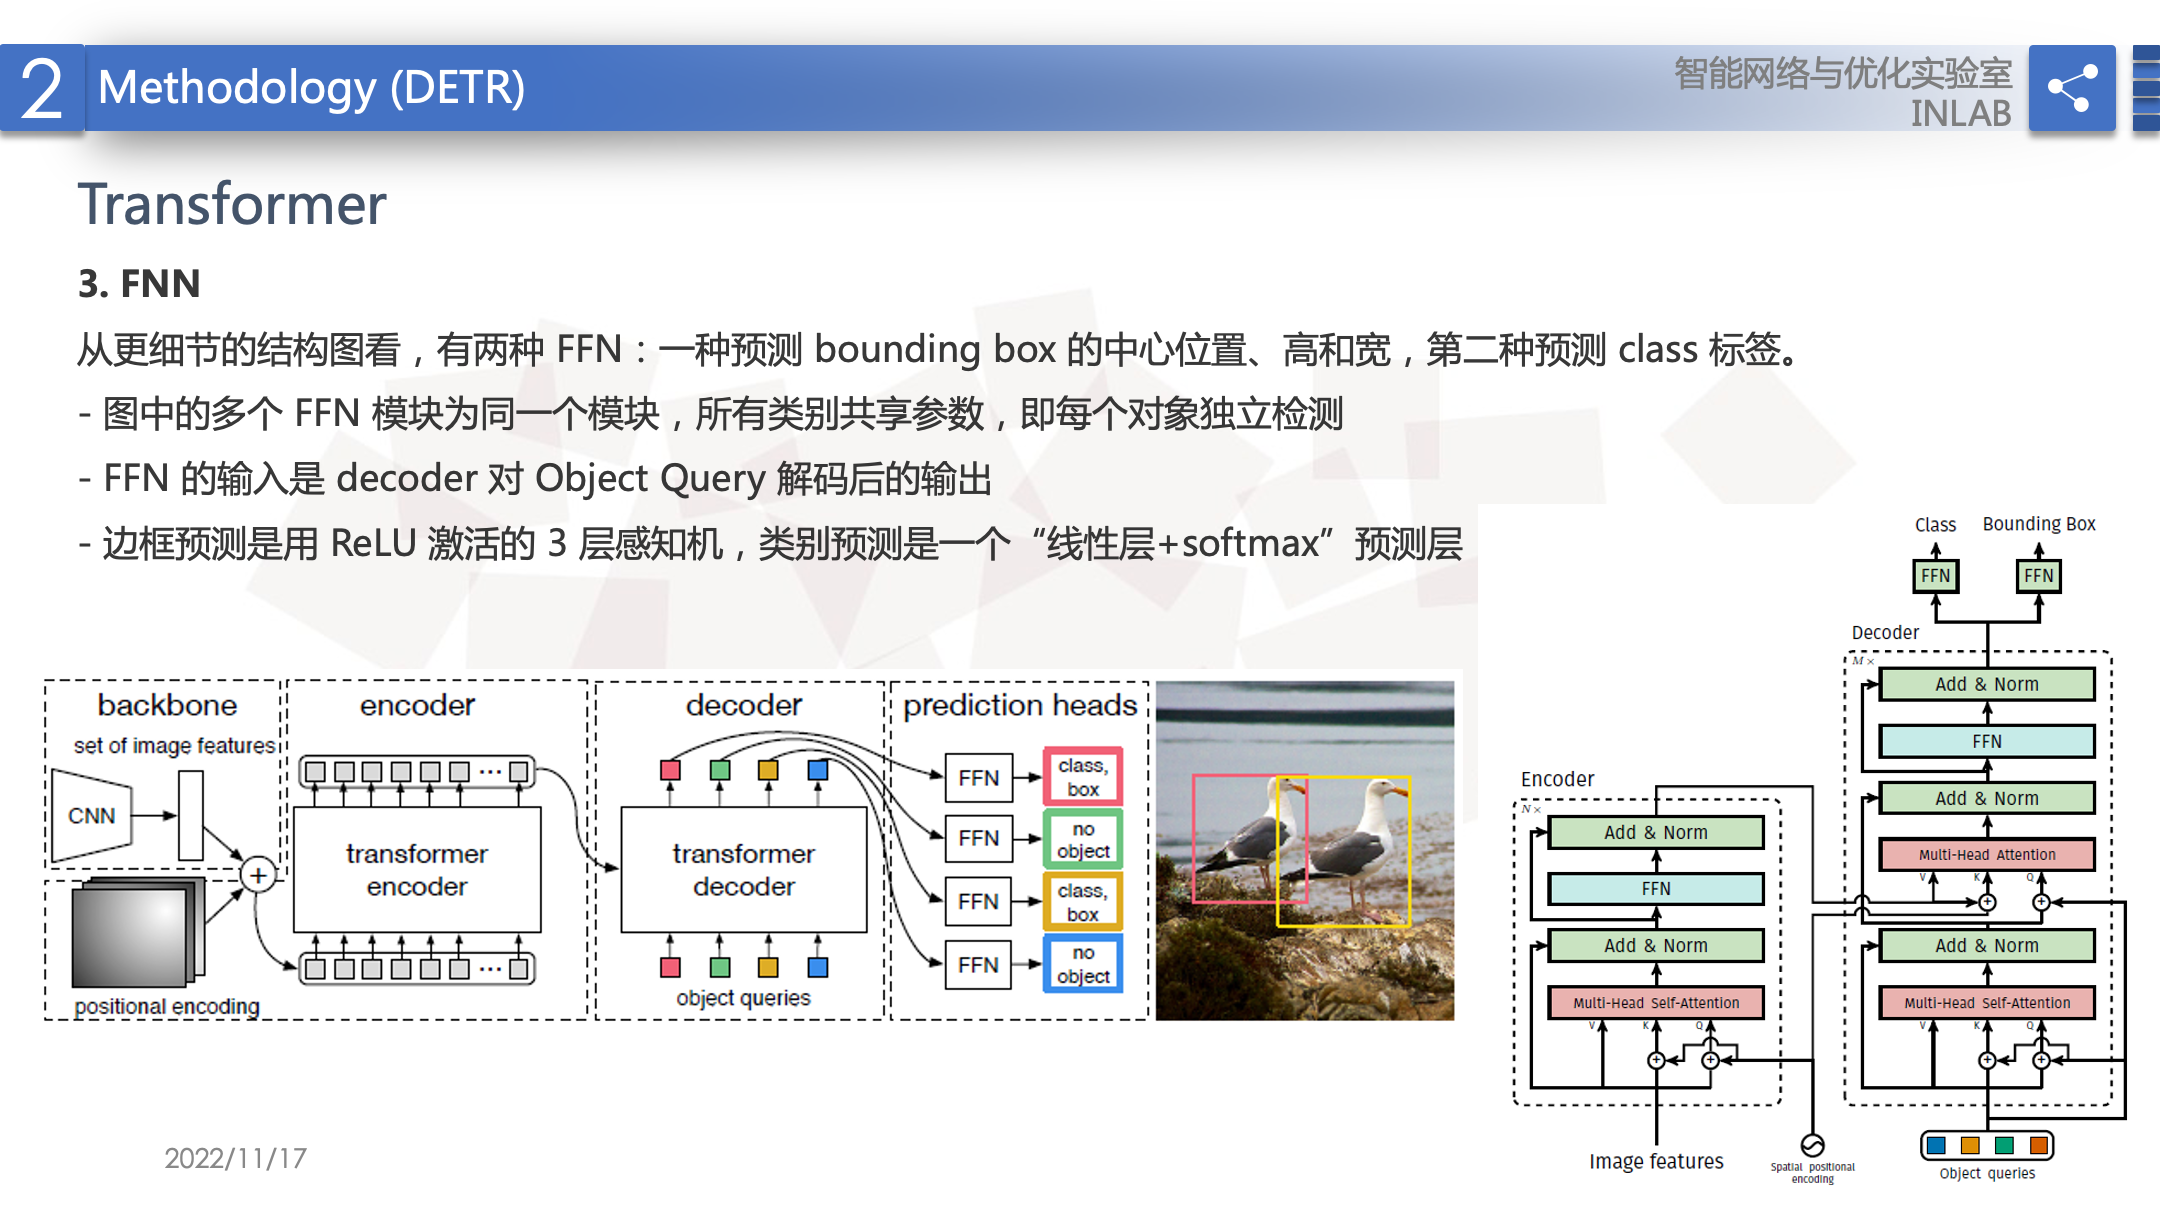 2
Methodology (DETR)
智能网络与优化实验室
INLAB
Transformer
3. FNN
从更细节的结构图看，有两种 FFN：一种预测 bounding box 的中心位置、高和宽，第二种预测 class 标签。
- 图中的多个 FFN 模块为同一个模块，所有类别共享参数，即每个对象独立检测
- FFN 的输入是 decoder 对 Object Query 解码后的输出
- 边框预测是用 ReLU 激活的 3 层感知机，类别预测是一个“线性层+softmax”预测层
backbone
set of image features
CNN
+
positional encoding
encoder
...
transformer
encoder
...
decoder
transformer
decoder
object queries
prediction heads
FFN
class,
box
FFN
no
object
FFN
class,
box
FFN
no
object
Encoder
N×
Add & Norm
FFN
Add & Norm
Multi-Head Self-Attention
V K Q
+ +
Image features
Spatial positional
encoding
Class Bounding Box
FFN FFN
Decoder
M×
Add & Norm
FFN
Add & Norm
Multi-Head Attention
V K Q
+ +
Add & Norm
Multi-Head Self-Attention
V K Q
+ +
Object queries
2022/11/17